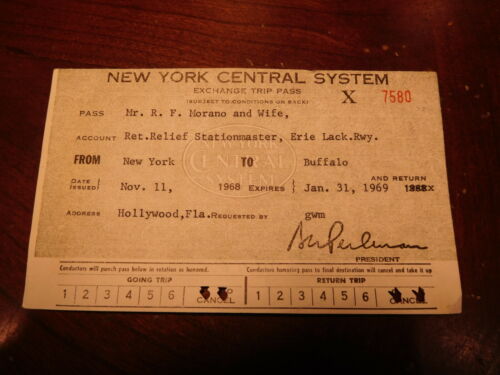 NEW YORK CENTRAL SYSTEM
EXCHANGE TRIP PASS
(SUBJECT TO CONDITIONS ON BACK)
X 7580
PASS Mr. R. F. Morano and Wife,
ACCOUNT Ret.Relief Stationmaster, Erie Lack.Rwy.
NEW YORK CENTRAL SYSTEM
FROM New York TO Buffalo
AND RETURN
DATE ISSUED Nov. 11, 1968 EXPIRES Jan. 31, 1969
ADDRESS Hollywood,Fla. REQUESTED BY gwm
PRESIDENT
Conductors will punch pass below in rotation as honored. Conductors honoring pass to final destination will cancel and take it up
GOING TRIP RETURN TRIP
1 2 3 4 5 6 CANCEL 1 2 3 4 5 6 CANCEL